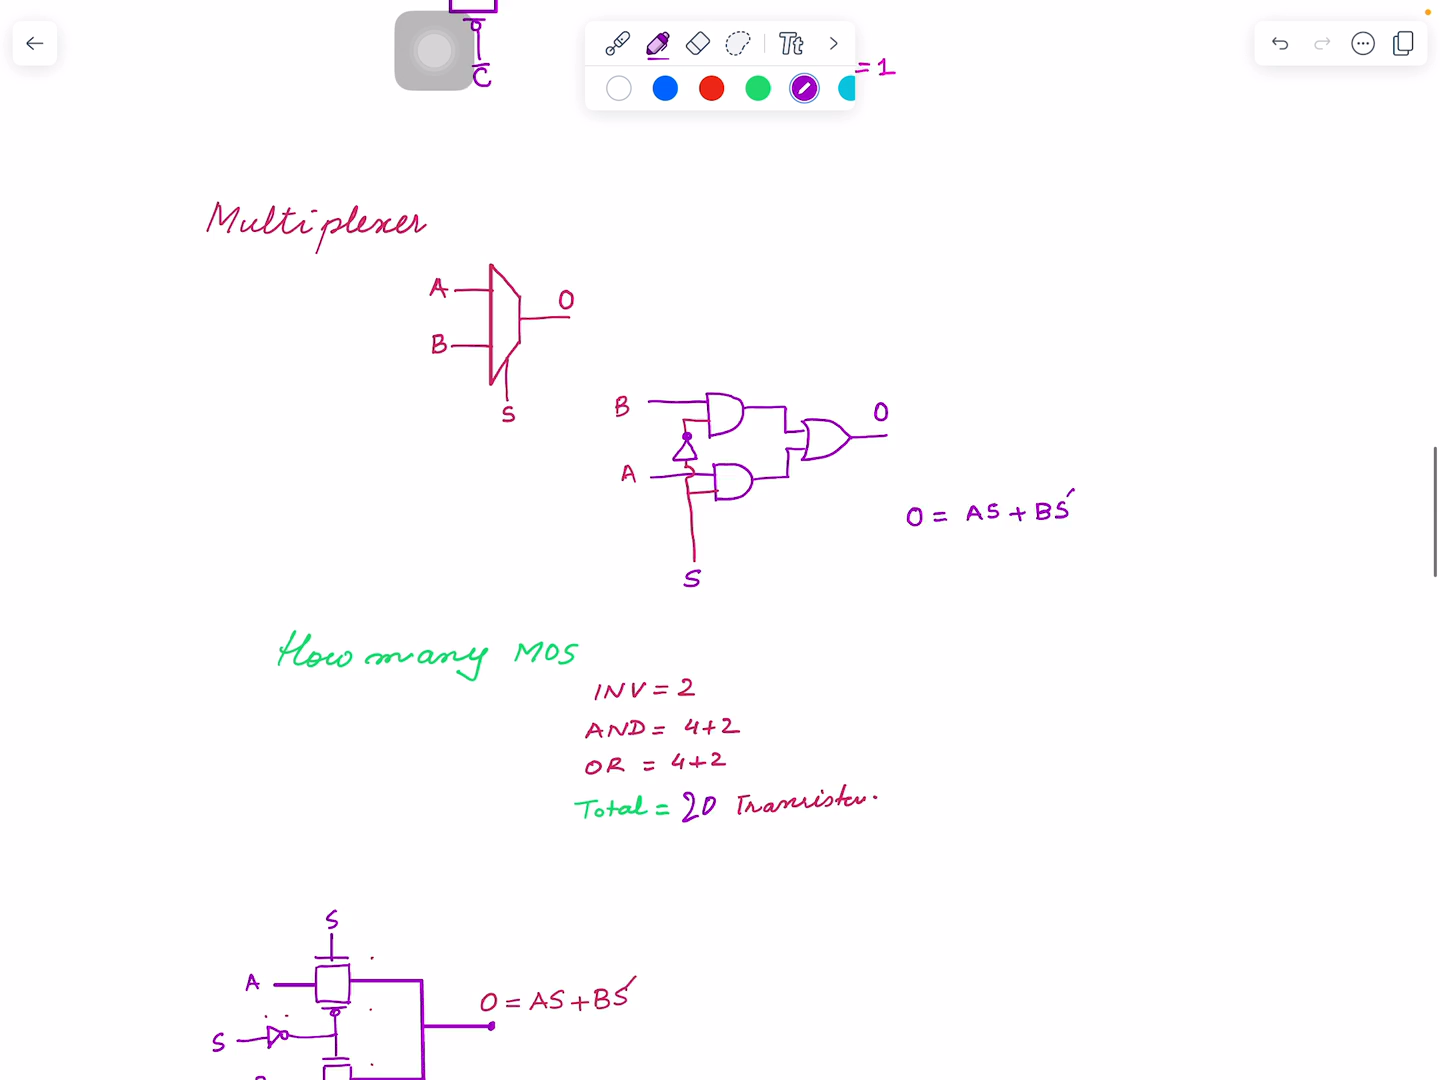 C̅
Tt
= 1
Multiplexer
A
O
B
S
B
O
A
O = AS + BS'
S
How many MOS
INV = 2
AND = 4+2
OR = 4+2
Total = 20 Transistor.
S
A
O = AS + BS'
S